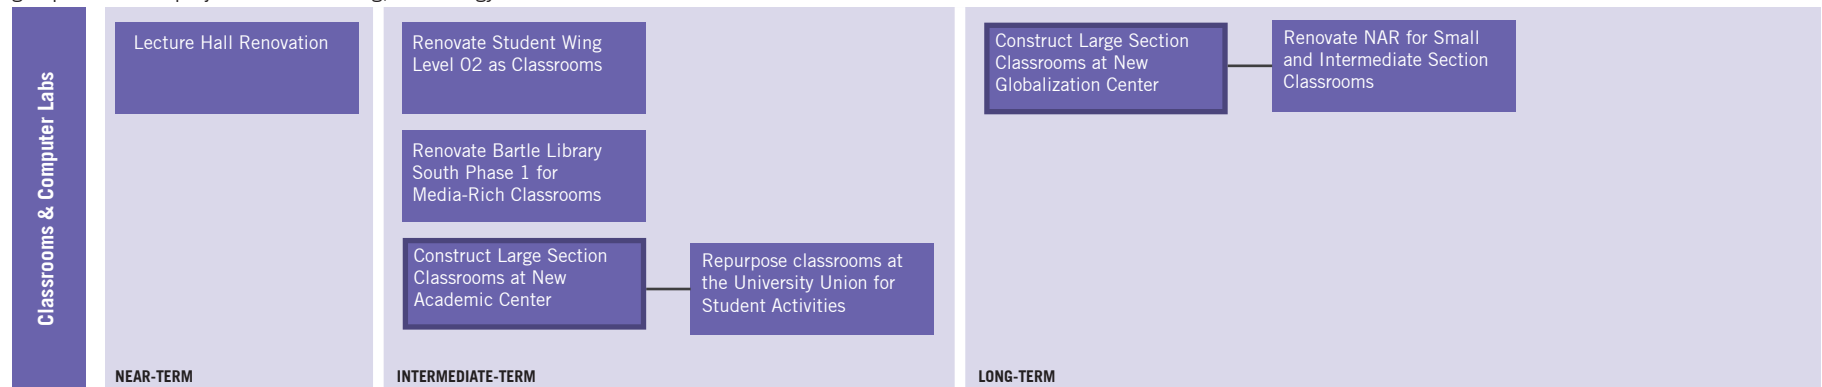 Classrooms & Computer Labs
Lecture Hall Renovation
NEAR-TERM
Renovate Student Wing
Level 02 as Classrooms
Renovate Bartle Library
South Phase 1 for
Media-Rich Classrooms
Construct Large Section
Classrooms at New
Academic Center
Repurpose classrooms at
the University Union for
Student Activities
INTERMEDIATE-TERM
Construct Large Section
Classrooms at New
Globalization Center
Renovate NAR for Small
and Intermediate Section
Classrooms
LONG-TERM